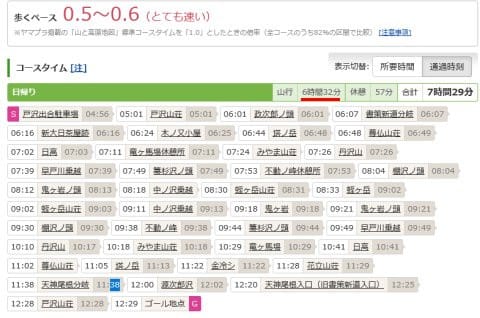 歩くペース 0.5～0.6（とても速い）
※ヤマプラ掲載の「山と高原地図」標準コースタイムを「1.0」としたときの倍率（全コースのうち82%の区間で比較） [注意事項]
コースタイム [注] 表示切替: 所要時間 通過時刻
日帰り 山行 6時間32分 休憩 57分 合計 7時間29分
S 戸沢出合駐車場 04:56 05:01 戸沢山荘 05:01 06:01 政次郎ノ頭 06:01 06:07 書策新道分岐 06:07
06:16 新大日茶屋跡 06:16 06:24 木ノ又小屋 06:25 06:44 塔ノ岳 06:48 06:48 尊仏山荘 06:51
07:02 日高 07:03 07:11 竜ヶ馬場休憩所 07:11 07:24 みやま山荘 07:24 丹沢山 07:26
07:39 早戸川乗越 07:39 07:49 箒杉沢ノ頭 07:49 07:53 不動ノ峰休憩所 07:53 08:04 棚沢ノ頭 08:04
08:12 鬼ヶ岩ノ頭 08:13 08:18 中ノ沢乗越 08:30 蛭ヶ岳山荘 08:31 08:33 蛭ヶ岳 09:02
09:02 蛭ヶ岳山荘 09:03 09:11 中ノ沢乗越 09:13 09:18 鬼ヶ岩 09:18 09:21 鬼ヶ岩ノ頭 09:21
09:30 棚沢ノ頭 09:30 09:38 不動ノ峰 09:38 09:44 箒杉沢ノ頭 09:44 09:49 早戸川乗越 09:49
10:10 丹沢山 10:17 10:18 みやま山荘 10:18 10:29 竜ヶ馬場 10:29 10:41 日高 10:41
11:02 尊仏山荘 11:05 塔ノ岳 11:13 11:22 金冷シ 11:22 11:28 花立山荘 11:29
11:38 天神尾根分岐 11:38 12:00 源次郎沢 12:02 12:20 天神尾根入口（旧書策新道入口） 12:25
12:28 戸沢山荘 12:28 12:29 ゴール地点 G